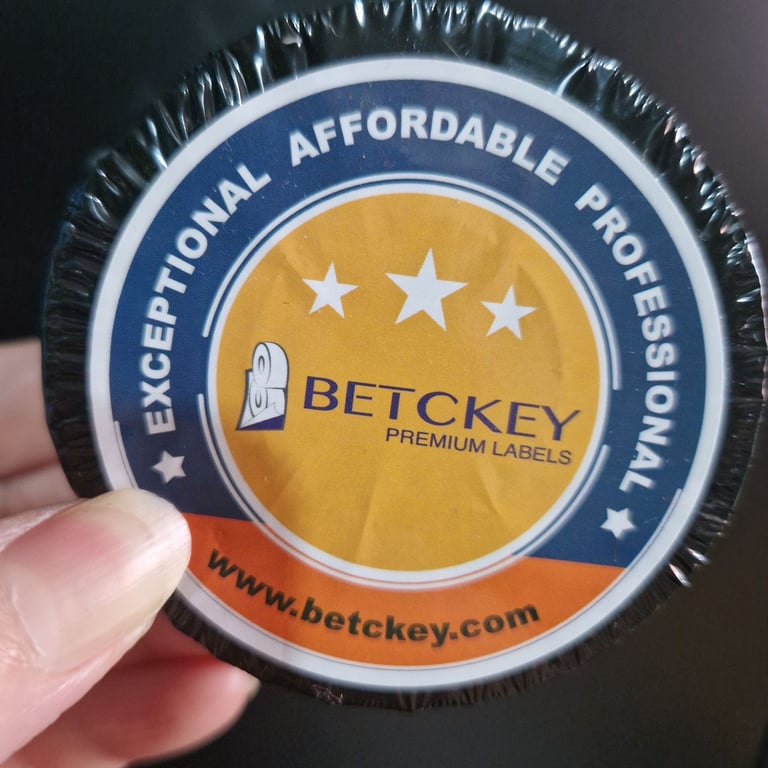 EXCEPTIONAL AFFORDABLE PROFESSIONAL
BETCKEY
PREMIUM LABELS
www.betckey.com